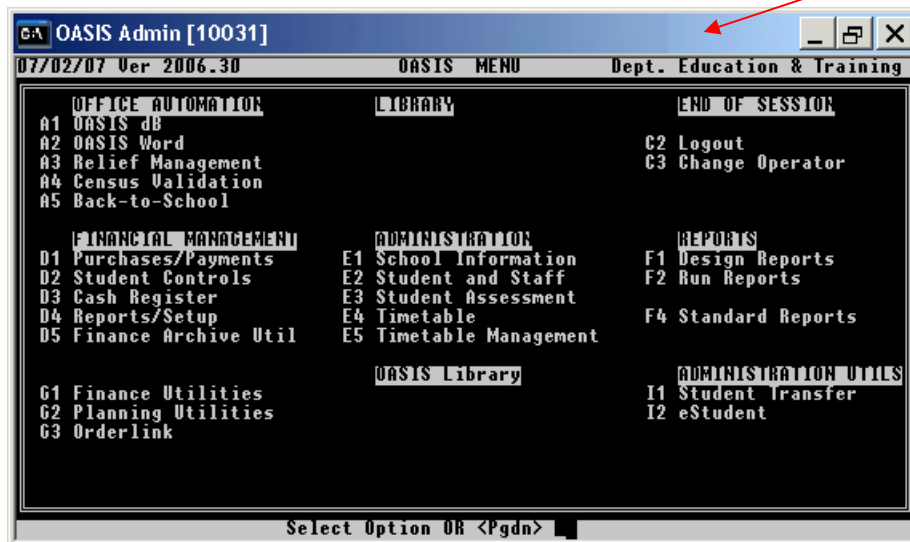 OASIS Admin [10031]
07/02/07 Ver 2006.30 OASIS MENU Dept. Education & Training
OFFICE AUTOMATION LIBRARY END OF SESSION
A1 OASIS dB
A2 OASIS Word C2 Logout
A3 Relief Management C3 Change Operator
A4 Census Validation
A5 Back-to-School
FINANCIAL MANAGEMENT ADMINISTRATION REPORTS
D1 Purchases/Payments E1 School Information F1 Design Reports
D2 Student Controls E2 Student and Staff F2 Run Reports
D3 Cash Register E3 Student Assessment
D4 Reports/Setup E4 Timetable F4 Standard Reports
D5 Finance Archive Util E5 Timetable Management
OASIS Library ADMINISTRATION UTILS
G1 Finance Utilities I1 Student Transfer
G2 Planning Utilities I2 eStudent
G3 Orderlink
Select Option OR <Pgdn>